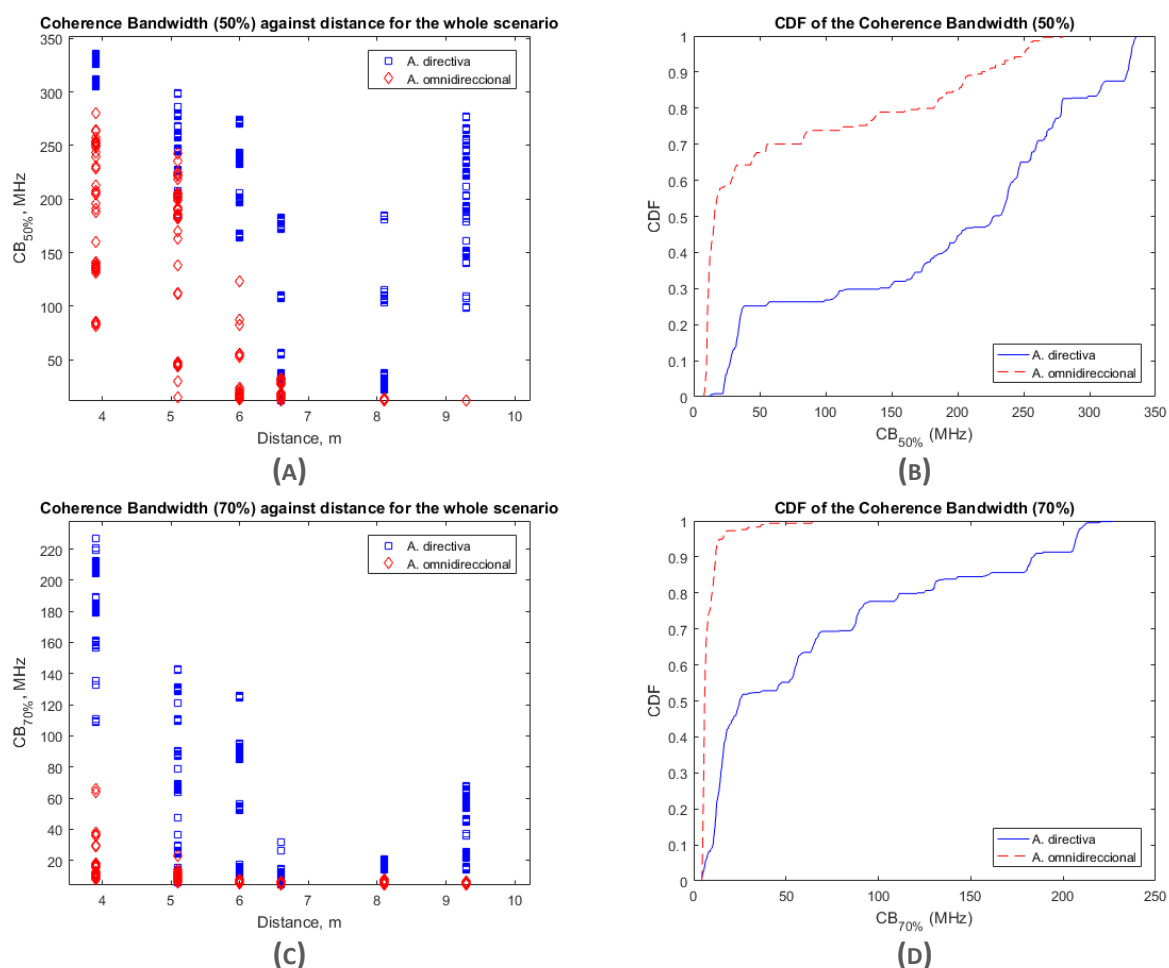 Coherence Bandwidth (50%) against distance for the whole scenario
350
300
250
200
150
100
50
CB50%, MHz
A. directiva
A. omnidireccional
4 5 6 7 8 9 10
Distance, m
(A)
CDF of the Coherence Bandwidth (50%)
1
0.9
0.8
0.7
0.6
0.5
0.4
0.3
0.2
0.1
0
CDF
A. directiva
A. omnidireccional
0 50 100 150 200 250 300 350
CB50% (MHz)
(B)
Coherence Bandwidth (70%) against distance for the whole scenario
220
200
180
160
140
120
100
80
60
40
20
CB70%, MHz
A. directiva
A. omnidireccional
4 5 6 7 8 9 10
Distance, m
(C)
CDF of the Coherence Bandwidth (70%)
1
0.9
0.8
0.7
0.6
0.5
0.4
0.3
0.2
0.1
0
CDF
A. directiva
A. omnidireccional
0 50 100 150 200 250
CB70% (MHz)
(D)